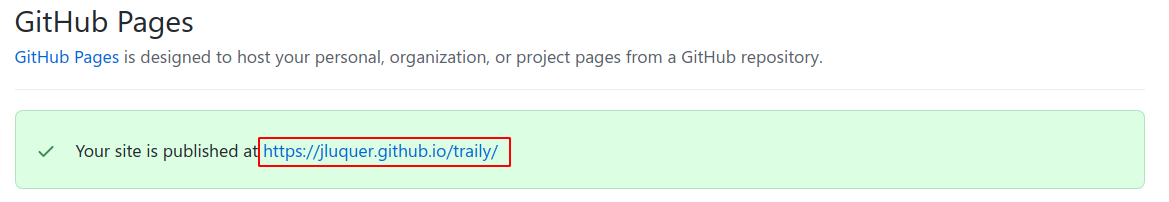 GitHub Pages
GitHub Pages is designed to host your personal, organization, or project pages from a GitHub repository.
Your site is published at https://jluquer.github.io/traily/